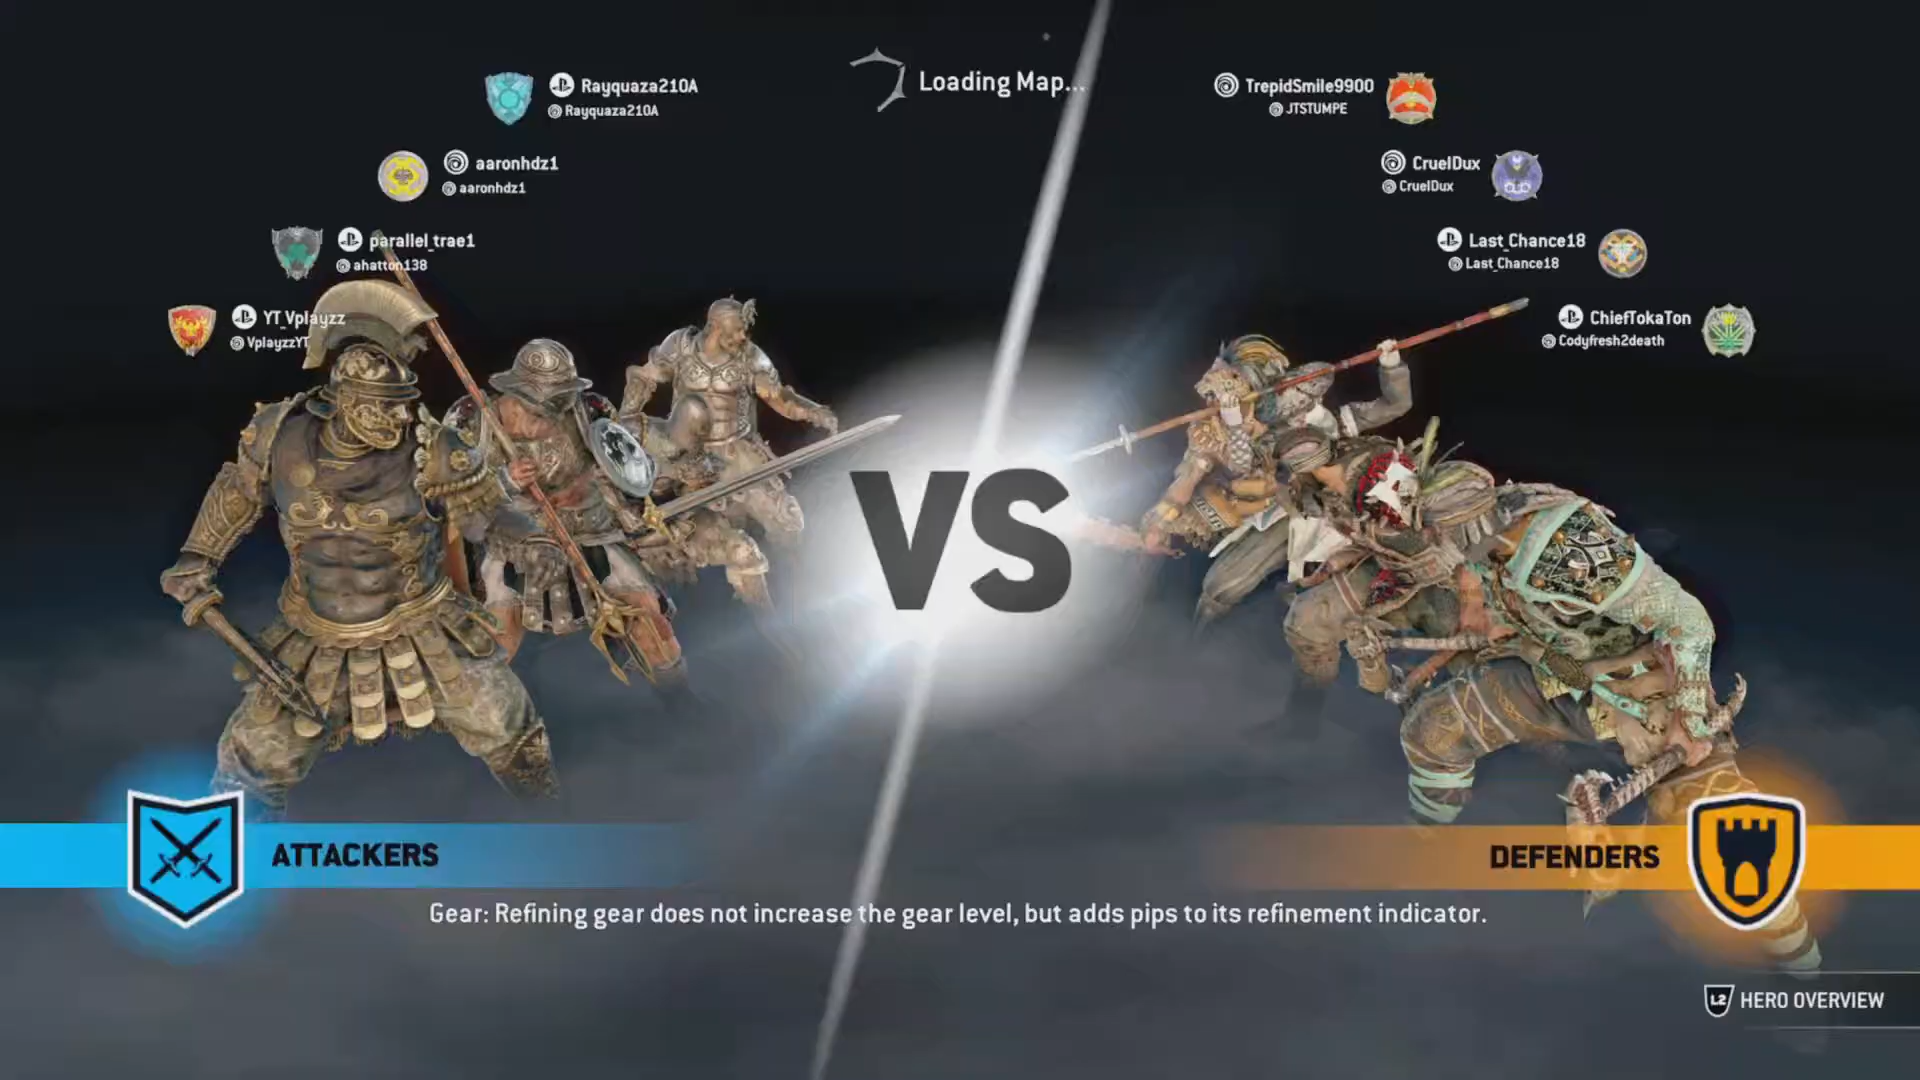 Loading Map...
Rayquaza210A
Rayquaza210A
aaronhdz1
aaronhdz1
parallel_trae1
ahatton138
YT_Vplayzz
VplayzzYT
TrepidSmile9900
JTSTUMPE
CruelDux
CruelDux
Last_Chance18
Last_Chance18
ChiefTokaTon
Codyfresh2death
VS
ATTACKERS
DEFENDERS
Gear: Refining gear does not increase the gear level, but adds pips to its refinement indicator.
L2 HERO OVERVIEW